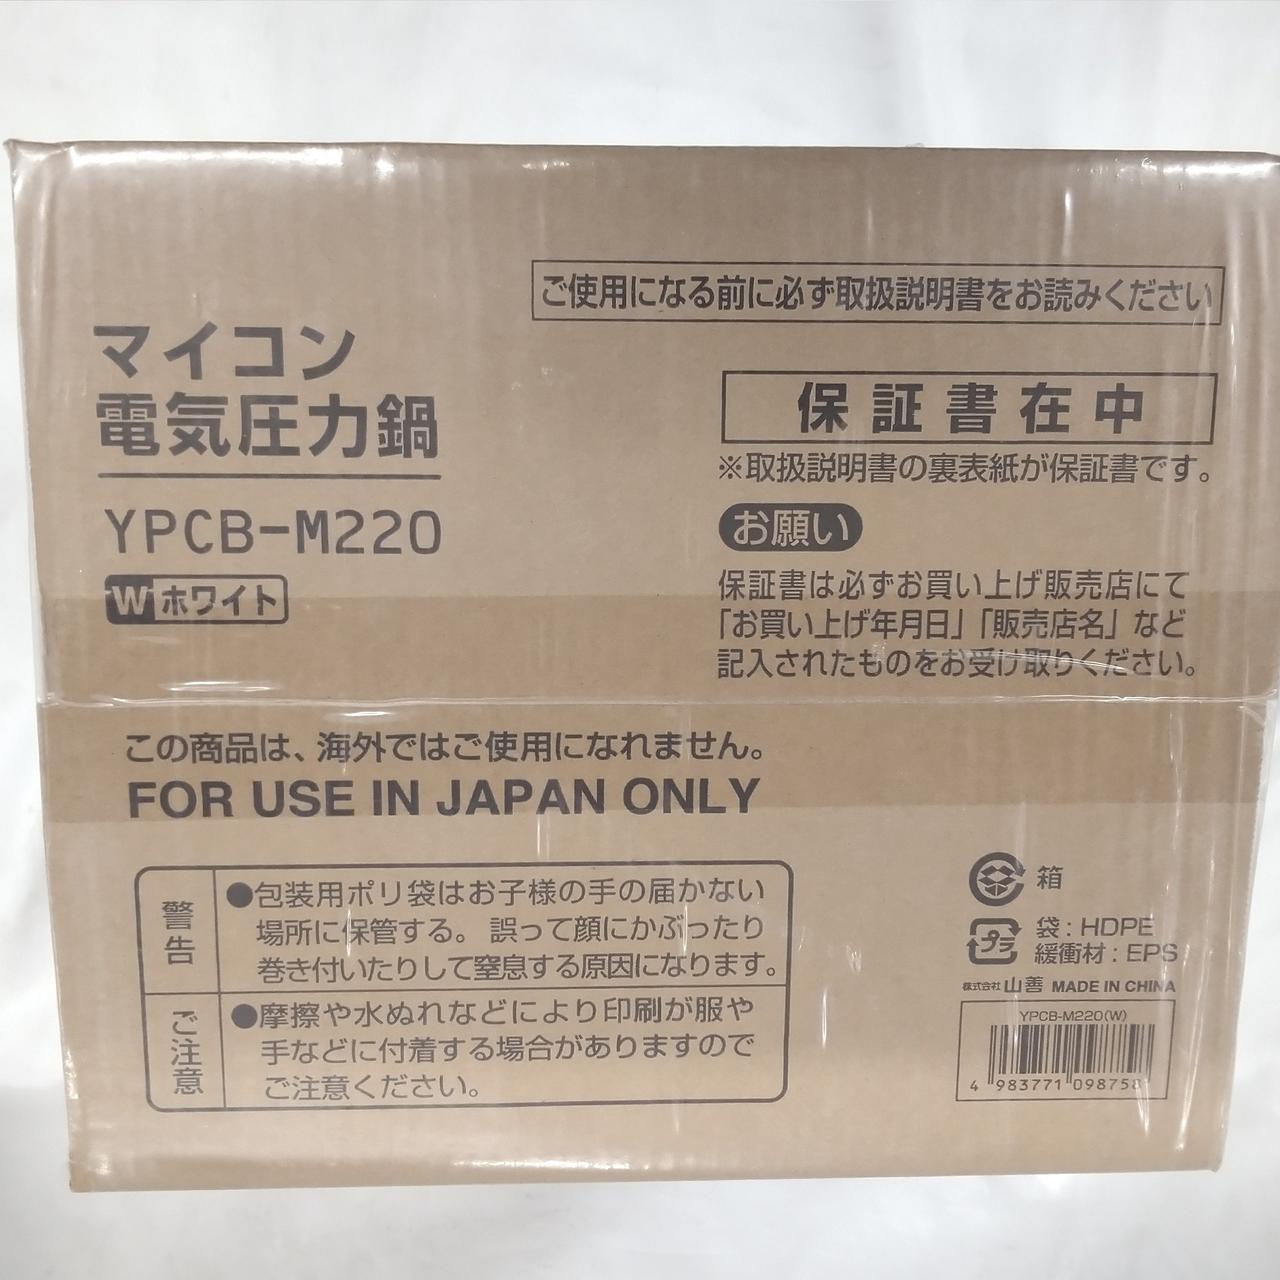 ご使用になる前に必ず取扱説明書をお読みください
マイコン
電気圧力鍋
YPCB-M220
W ホワイト
保証書在中
※取扱説明書の裏表紙が保証書です。
お願い
保証書は必ずお買い上げ販売店にて
「お買い上げ年月日」「販売店名」など
記入されたものをお受け取りください。
この商品は、海外ではご使用になれません。
FOR USE IN JAPAN ONLY
警告
●包装用ポリ袋はお子様の手の届かない
場所に保管する。誤って顔にかぶったり
巻き付いたりして窒息する原因になります。
ご注意
●摩擦や水ぬれなどにより印刷が服や
手などに付着する場合がありますので
ご注意ください。
箱
プラ
袋:HDPE
緩衝材:EPS
株式会社 山善 MADE IN CHINA
YPCB-M220(W)
4 983771 098758